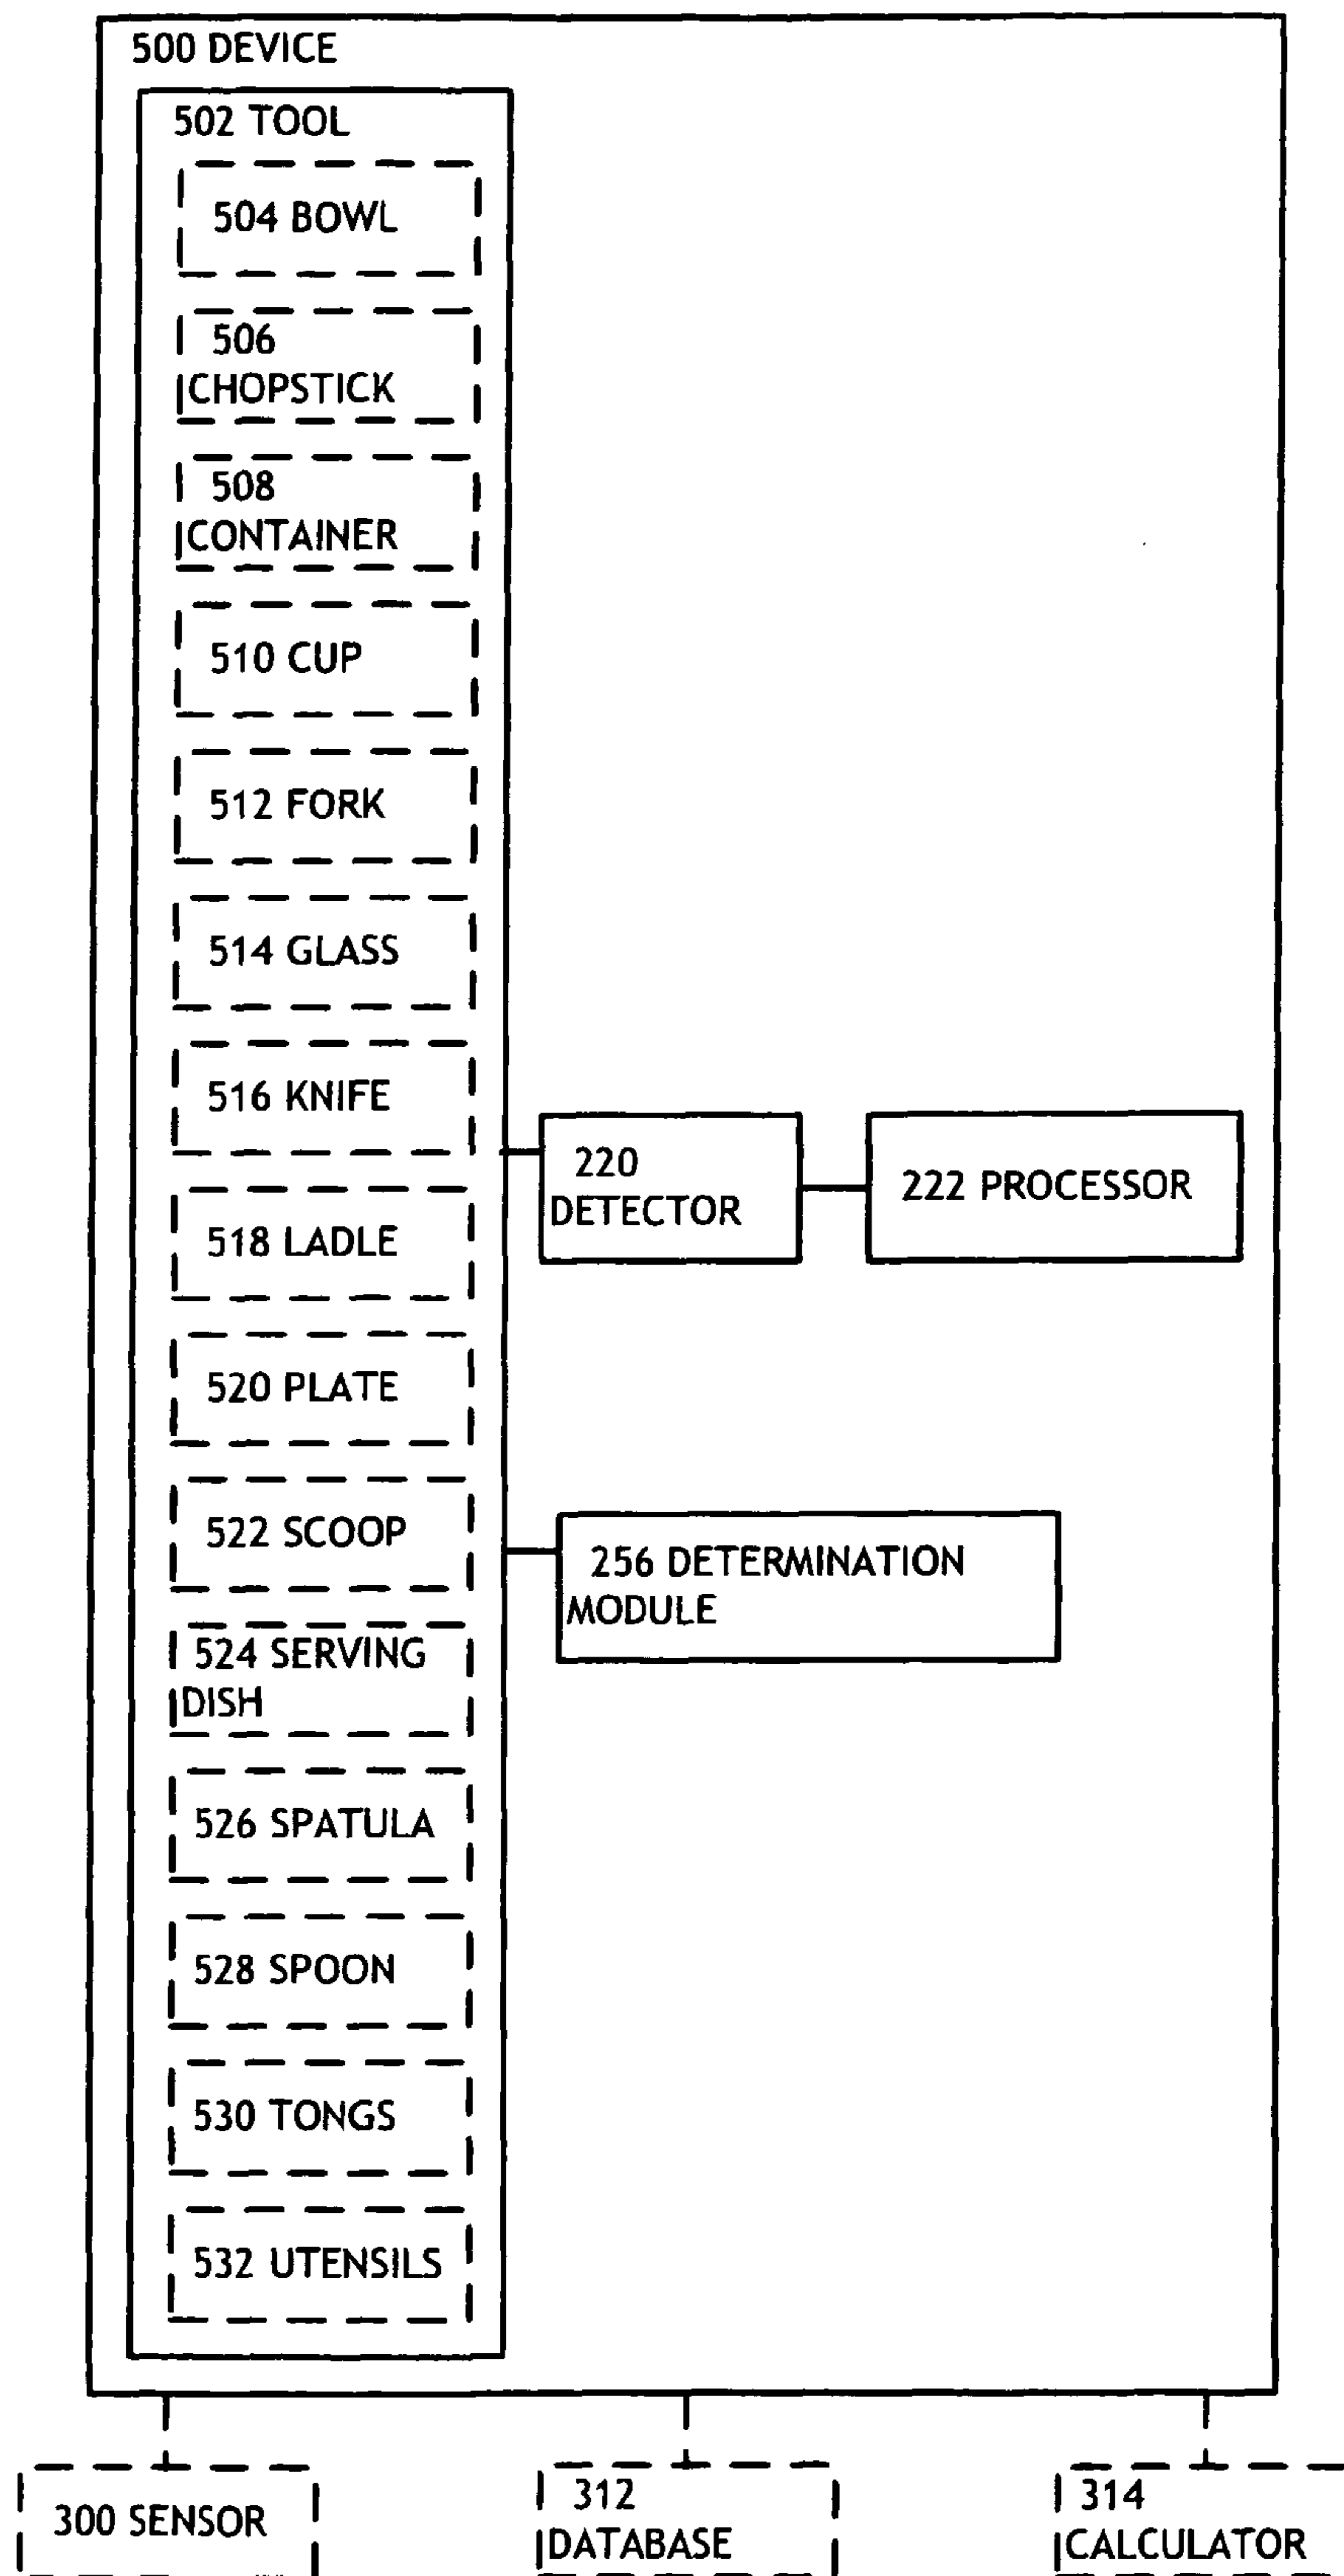 500 DEVICE
502 TOOL
504 BOWL
506
CHOPSTICK
508
CONTAINER
510 CUP
512 FORK
514 GLASS
516 KNIFE
518 LADLE
520 PLATE
522 SCOOP
524 SERVING
DISH
526 SPATULA
528 SPOON
530 TONGS
532 UTENSILS
220
DETECTOR
222 PROCESSOR
256 DETERMINATION
MODULE
300 SENSOR
312
DATABASE
314
CALCULATOR